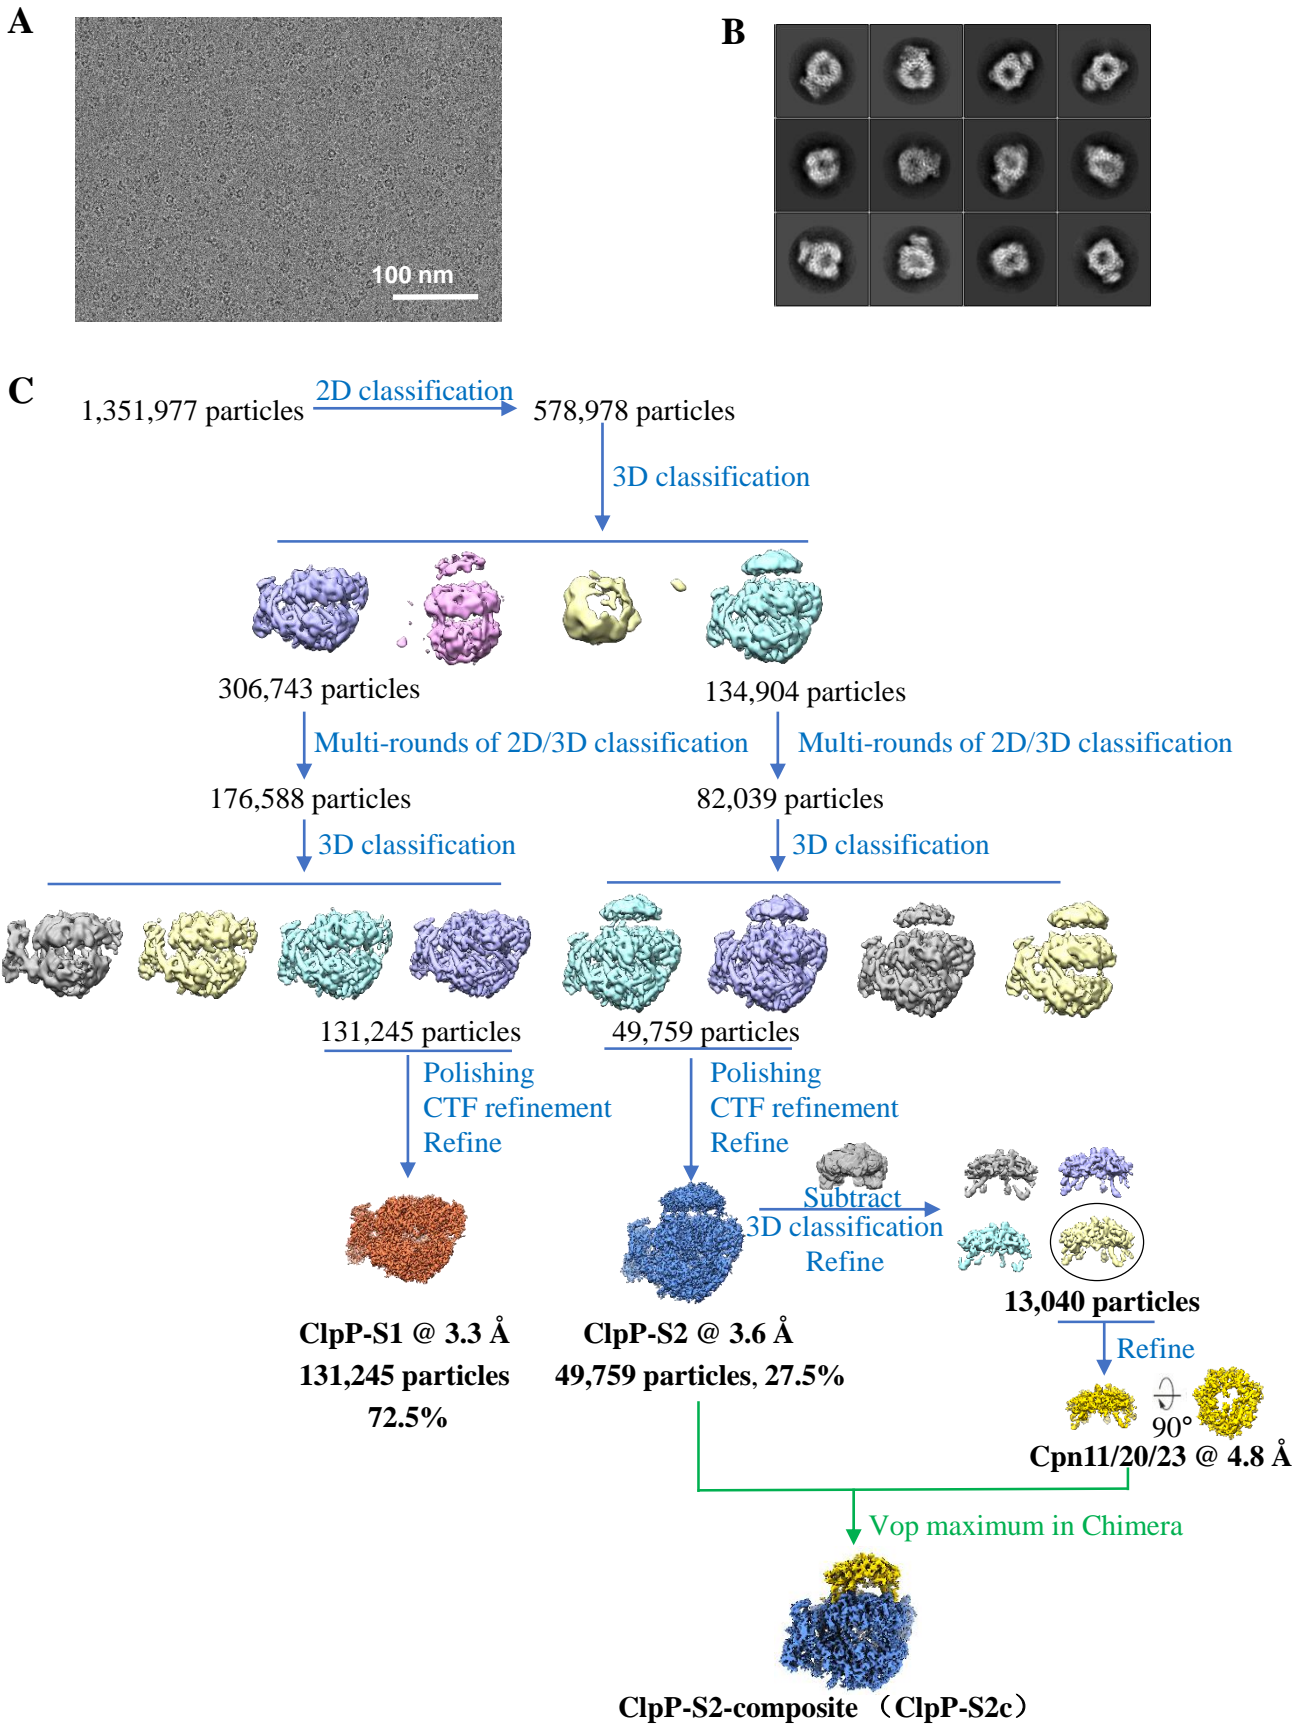 A
B
100 nm
C
1,351,977 particles
2D classification
578,978 particles
3D classification
306,743 particles
134,904 particles
Multi-rounds of 2D/3D classification
Multi-rounds of 2D/3D classification
176,588 particles
82,039 particles
3D classification
3D classification
131,245 particles
49,759 particles
Polishing
CTF refinement
Refine
Polishing
CTF refinement
Refine
Subtract
3D classification
Refine
13,040 particles
Refine
ClpP-S1 @ 3.3 Å
131,245 particles
72.5%
ClpP-S2 @ 3.6 Å
49,759 particles, 27.5%
90°
Cpn11/20/23 @ 4.8 Å
Vop maximum in Chimera
ClpP-S2-composite （ClpP-S2c）